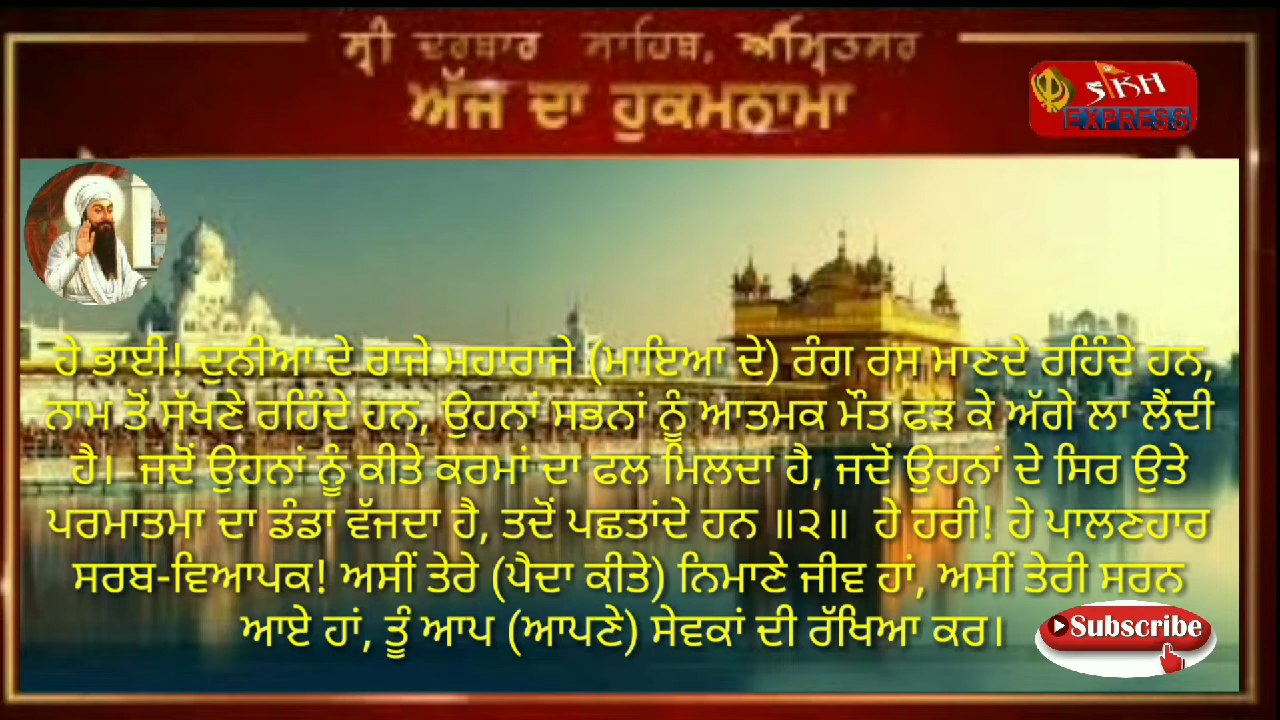 ਸ੍ਰੀ ਦਰਬਾਰ ਸਾਹਿਬ, ਅੰਮ੍ਰਿਤਸਰ
ਅੱਜ ਦਾ ਹੁਕਮਨਾਮਾ
SIKH
EXPRESS
ਹੇ ਭਾਈ! ਦੁਨੀਆ ਦੇ ਰਾਜੇ ਮਹਾਰਾਜੇ (ਮਾਇਆ ਦੇ) ਰੰਗ ਰਸ ਮਾਣਦੇ ਰਹਿੰਦੇ ਹਨ,
ਨਾਮ ਤੋਂ ਸੱਖਣੇ ਰਹਿੰਦੇ ਹਨ, ਉਹਨਾਂ ਸਭਨਾਂ ਨੂੰ ਆਤਮਕ ਮੌਤ ਫੜ ਕੇ ਅੱਗੇ ਲਾ ਲੈਂਦੀ
ਹੈ। ਜਦੋਂ ਉਹਨਾਂ ਨੂੰ ਕੀਤੇ ਕਰਮਾਂ ਦਾ ਫਲ ਮਿਲਦਾ ਹੈ, ਜਦੋਂ ਉਹਨਾਂ ਦੇ ਸਿਰ ਉਤੇ
ਪਰਮਾਤਮਾ ਦਾ ਡੰਡਾ ਵੱਜਦਾ ਹੈ, ਤਦੋਂ ਪਛਤਾਂਦੇ ਹਨ ॥੨॥ ਹੇ ਹਰੀ! ਹੇ ਪਾਲਣਹਾਰ
ਸਰਬ-ਵਿਆਪਕ! ਅਸੀਂ ਤੇਰੇ (ਪੈਦਾ ਕੀਤੇ) ਨਿਮਾਣੇ ਜੀਵ ਹਾਂ, ਅਸੀਂ ਤੇਰੀ ਸਰਨ
ਆਏ ਹਾਂ, ਤੂੰ ਆਪ (ਆਪਣੇ) ਸੇਵਕਾਂ ਦੀ ਰੱਖਿਆ ਕਰ।
Subscribe